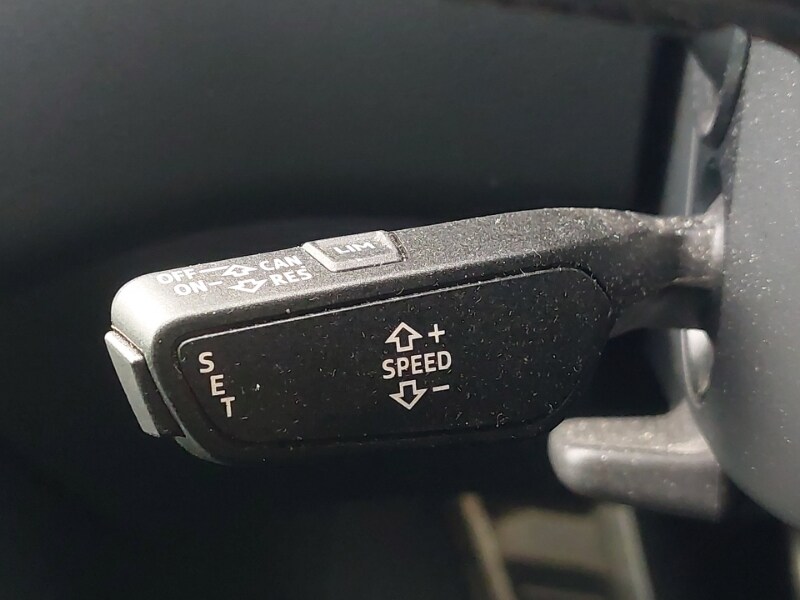 OFF CAN
ON RES
LIM
SET
+
SPEED
-